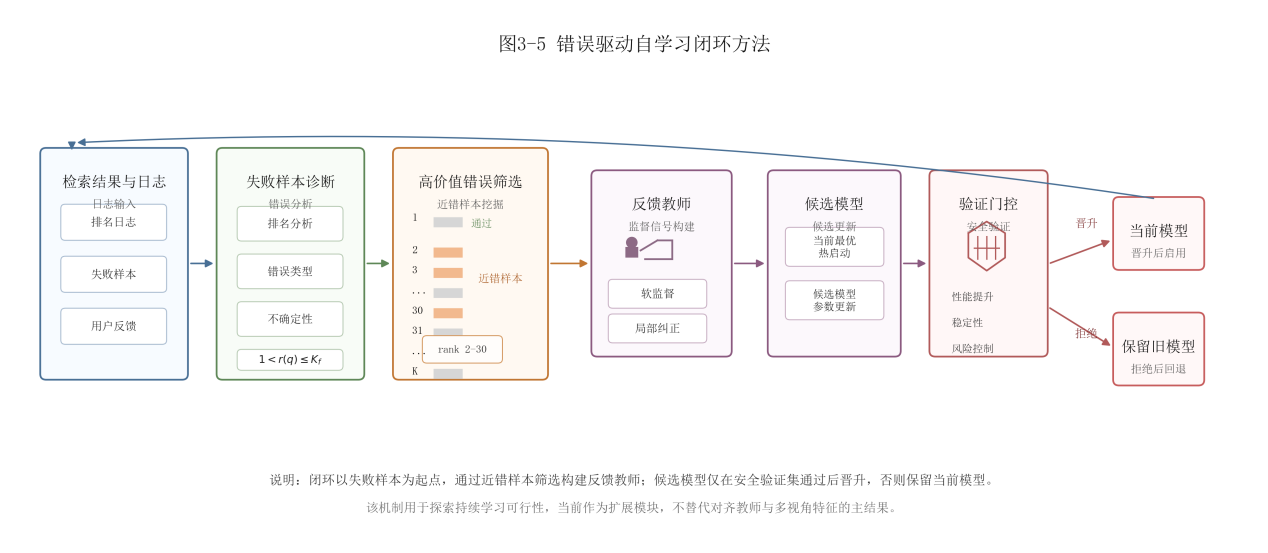 图3-5 错误驱动自学习闭环方法
检索结果与日志
日志输入
排名日志
失败样本
用户反馈
失败样本诊断
错误分析
排名分析
错误类型
不确定性
1 < r(q) ≤ K_f
高价值错误筛选
近错样本挖掘
1
通过
2
3
近错样本
...
30
31
...
rank 2-30
K
反馈教师
监督信号构建
软监督
局部纠正
候选模型
候选更新
当前最优
热启动
候选模型
参数更新
验证门控
安全验证
性能提升
稳定性
风险控制
晋升
拒绝
当前模型
晋升后启用
保留旧模型
拒绝后回退
说明：闭环以失败样本为起点，通过近错样本筛选构建反馈教师；候选模型仅在安全验证集通过后晋升，否则保留当前模型。
该机制用于探索持续学习可行性，当前作为扩展模块，不替代对齐教师与多视角特征的主结果。